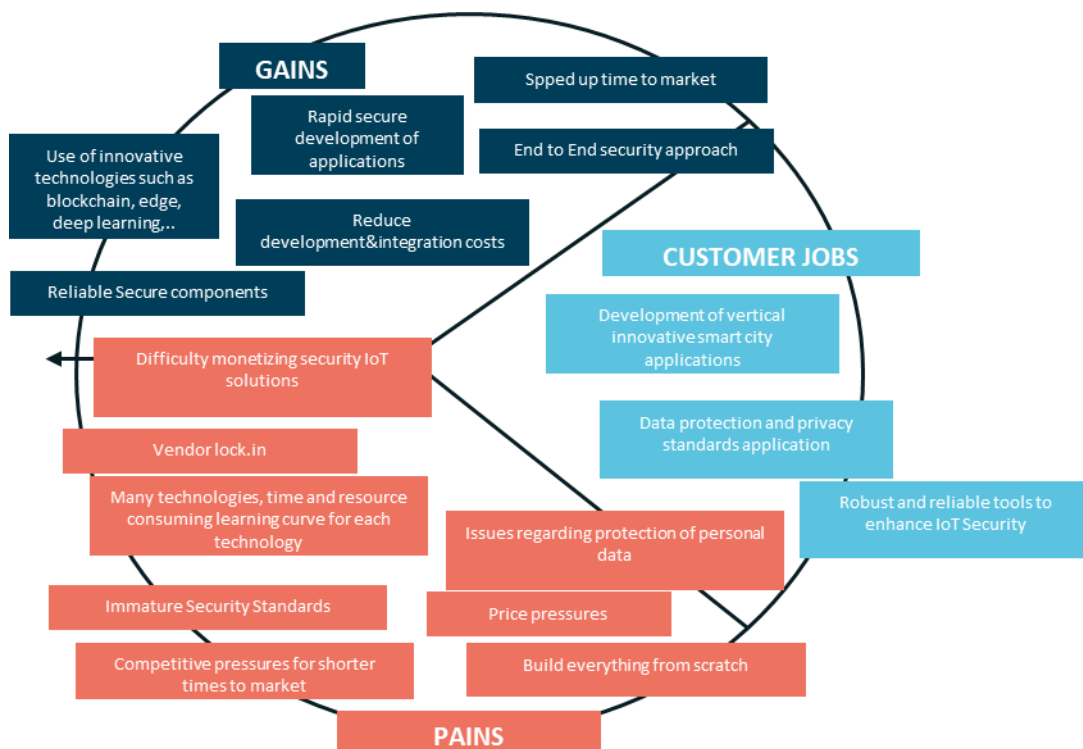 GAINS
Spped up time to market
Rapid secure
development of
applications
End to End security approach
Use of innovative
technologies such as
blockchain, edge,
deep learning,..
Reduce
development&integration costs
Reliable Secure components
CUSTOMER JOBS
Development of vertical
innovative smart city
applications
Data protection and privacy
standards application
Robust and reliable tools to
enhance IoT Security
Difficulty monetizing security IoT
solutions
Vendor lock.in
Many technologies, time and resource
consuming learning curve for each
technology
Issues regarding protection of personal
data
Immature Security Standards
Price pressures
Competitive pressures for shorter
times to market
Build everything from scratch
PAINS